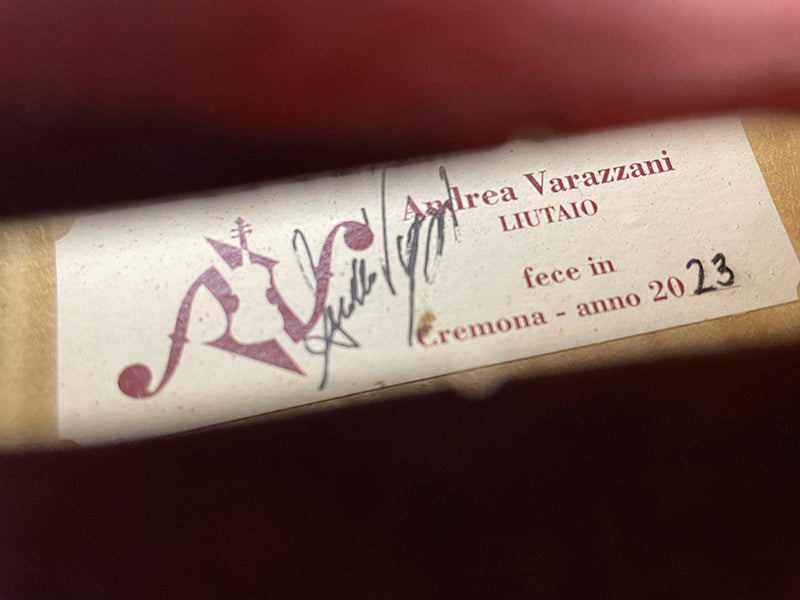 Andrea Varazzani
LIUTAIO
fece in
Cremona - anno 2023